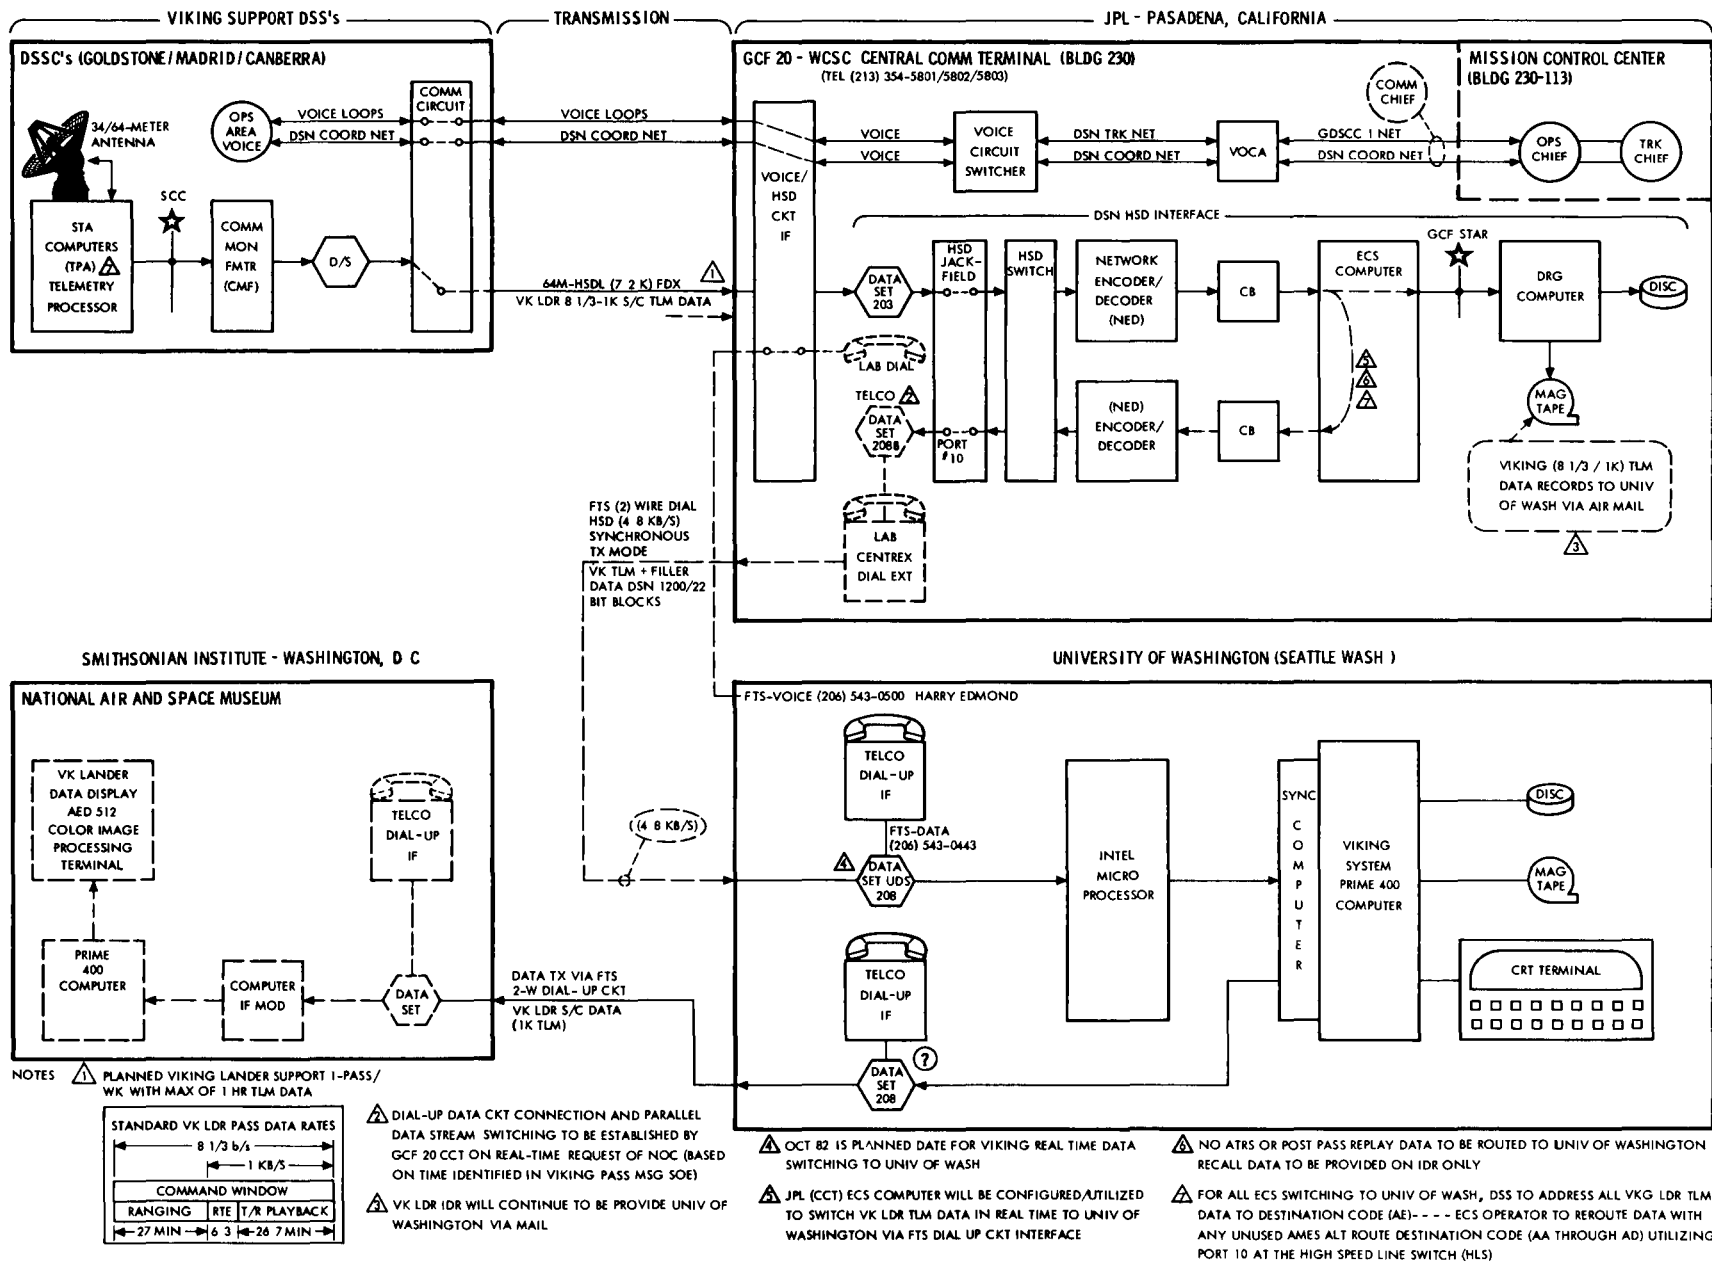 VIKING SUPPORT DSS's
TRANSMISSION
JPL - PASADENA, CALIFORNIA
DSSC's (GOLDSTONE/MADRID/CANBERRA)
34/64-METER
ANTENNA
OPS
AREA
VOICE
VOICE LOOPS
DSN COORD NET
COMM
CIRCUIT
VOICE LOOPS
DSN COORD NET
STA
COMPUTERS
(TPA) 7
TELEMETRY
PROCESSOR
SCC
COMM
MON
FMTR
(CMF)
D/S
64M-HSDL (7 2 K) FDX
VK LDR 8 1/3-1K S/C TLM DATA
1
GCF 20 - WCSC CENTRAL COMM TERMINAL (BLDG 230)
(TEL (213) 354-5801/5802/5803)
VOICE/
HSD
CKT
IF
VOICE
VOICE
VOICE
CIRCUIT
SWITCHER
DSN TRK NET
DSN COORD NET
VOCA
COMM
CHIEF
GDSCC 1 NET
DSN COORD NET
MISSION CONTROL CENTER
(BLDG 230-113)
OPS
CHIEF
TRK
CHIEF
DSN HSD INTERFACE
DATA
SET
203
HSD
JACK-
FIELD
HSD
SWITCH
NETWORK
ENCODER/
DECODER
(NED)
CB
ECS
COMPUTER
GCF STAR
DRG
COMPUTER
DISC
LAB DIAL
TELCO 2
DATA
SET
208B
PORT
#10
(NED)
ENCODER/
DECODER
CB
5
6
7
MAG
TAPE
VIKING (8 1/3 / 1K) TLM
DATA RECORDS TO UNIV
OF WASH VIA AIR MAIL
3
LAB
CENTREX
DIAL EXT
FTS (2) WIRE DIAL
HSD (4 8 KB/S)
SYNCHRONOUS
TX MODE
VK TLM + FILLER
DATA DSN 1200/22
BIT BLOCKS
SMITHSONIAN INSTITUTE - WASHINGTON, D C
NATIONAL AIR AND SPACE MUSEUM
VK LANDER
DATA DISPLAY
AED 512
COLOR IMAGE
PROCESSING
TERMINAL
TELCO
DIAL-UP
IF
PRIME
400
COMPUTER
COMPUTER
IF MOD
DATA
SET
DATA TX VIA FTS
2-W DIAL-UP CKT
VK LDR S/C DATA
(1K TLM)
((4 8 KB/S))
UNIVERSITY OF WASHINGTON (SEATTLE WASH )
FTS-VOICE (206) 543-0500 HARRY EDMOND
TELCO
DIAL-UP
IF
FTS-DATA
(206) 543-0443
4
DATA
SET UDS
208
INTEL
MICRO
PROCESSOR
SYNC
COMPUTER
VIKING
SYSTEM
PRIME 400
COMPUTER
DISC
MAG
TAPE
CRT TERMINAL
TELCO
DIAL-UP
IF
?
DATA
SET
208
NOTES
1 PLANNED VIKING LANDER SUPPORT 1-PASS/
WK WITH MAX OF 1 HR TLM DATA
STANDARD VK LDR PASS DATA RATES
8 1/3 b/s
1 KB/S
COMMAND WINDOW
RANGING RTE T/R PLAYBACK
27 MIN 6 3 26 7 MIN
2 DIAL-UP DATA CKT CONNECTION AND PARALLEL
DATA STREAM SWITCHING TO BE ESTABLISHED BY
GCF 20 CCT ON REAL-TIME REQUEST OF NOC (BASED
ON TIME IDENTIFIED IN VIKING PASS MSG SOE)
3 VK LDR IDR WILL CONTINUE TO BE PROVIDE UNIV OF
WASHINGTON VIA MAIL
4 OCT 82 IS PLANNED DATE FOR VIKING REAL TIME DATA
SWITCHING TO UNIV OF WASH
5 JPL (CCT) ECS COMPUTER WILL BE CONFIGURED/UTILIZED
TO SWITCH VK LDR TLM DATA IN REAL TIME TO UNIV OF
WASHINGTON VIA FTS DIAL UP CKT INTERFACE
6 NO ATRS OR POST PASS REPLAY DATA TO BE ROUTED TO UNIV OF WASHINGTON
RECALL DATA TO BE PROVIDED ON IDR ONLY
7 FOR ALL ECS SWITCHING TO UNIV OF WASH, DSS TO ADDRESS ALL VKG LDR TLM
DATA TO DESTINATION CODE (AE)---- ECS OPERATOR TO REROUTE DATA WITH
ANY UNUSED AMES ALT ROUTE DESTINATION CODE (AA THROUGH AD) UTILIZING
PORT 10 AT THE HIGH SPEED LINE SWITCH (HLS)